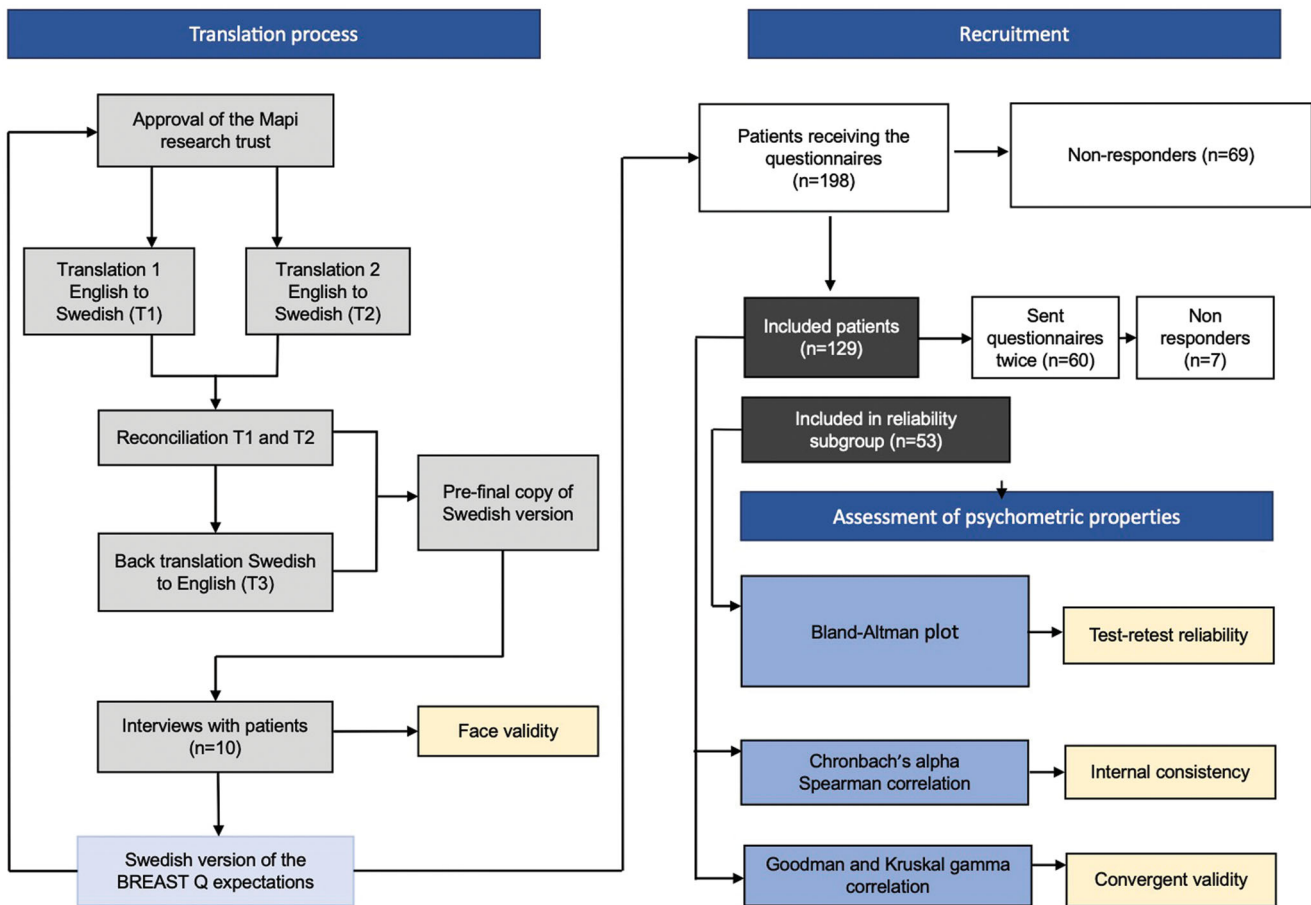 Translation process
Approval of the Mapi
research trust
Translation 1
English to
Swedish (T1)
Translation 2
English to
Swedish (T2)
Reconciliation T1 and T2
Back translation Swedish
to English (T3)
Pre-final copy of
Swedish version
Interviews with patients
(n=10)
Face validity
Swedish version of the
BREAST Q expectations
Recruitment
Patients receiving the
questionnaires
(n=198)
Non-responders (n=69)
Included patients
(n=129)
Sent
questionnaires
twice (n=60)
Non
responders
(n=7)
Included in reliability
subgroup (n=53)
Assessment of psychometric properties
Bland-Altman plot
Test-retest reliability
Chronbach's alpha
Spearman correlation
Internal consistency
Goodman and Kruskal gamma
correlation
Convergent validity